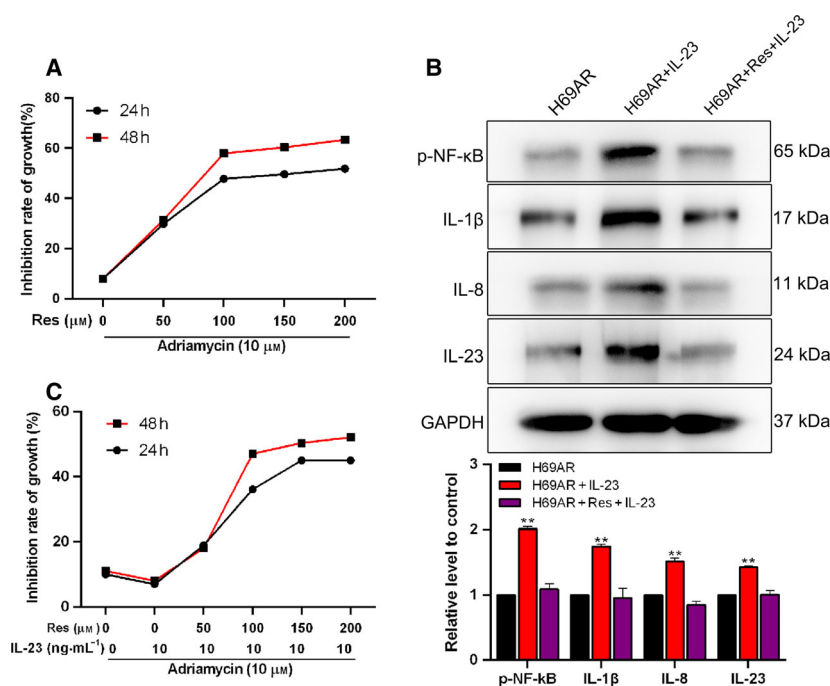 A
24 h
48 h
Inhibition rate of growth(%)
80
60
40
20
0
Res (μM) 0 50 100 150 200
Adriamycin (10 μM)
B
H69AR
H69AR+IL-23
H69AR+Res+IL-23
p-NF-κB 65 kDa
IL-1β 17 kDa
IL-8 11 kDa
IL-23 24 kDa
GAPDH 37 kDa
H69AR
H69AR + IL-23
H69AR + Res + IL-23
Relative level to control
3
2
1
0
** ** ** **
p-NF-kB IL-1β IL-8 IL-23
C
48 h
24 h
Inhibition rate of growth (%)
60
40
20
0
Res (μM) 0 0 50 100 150 200
IL-23 (ng·mL⁻¹) 0 10 10 10 10 10
Adriamycin (10 μM)